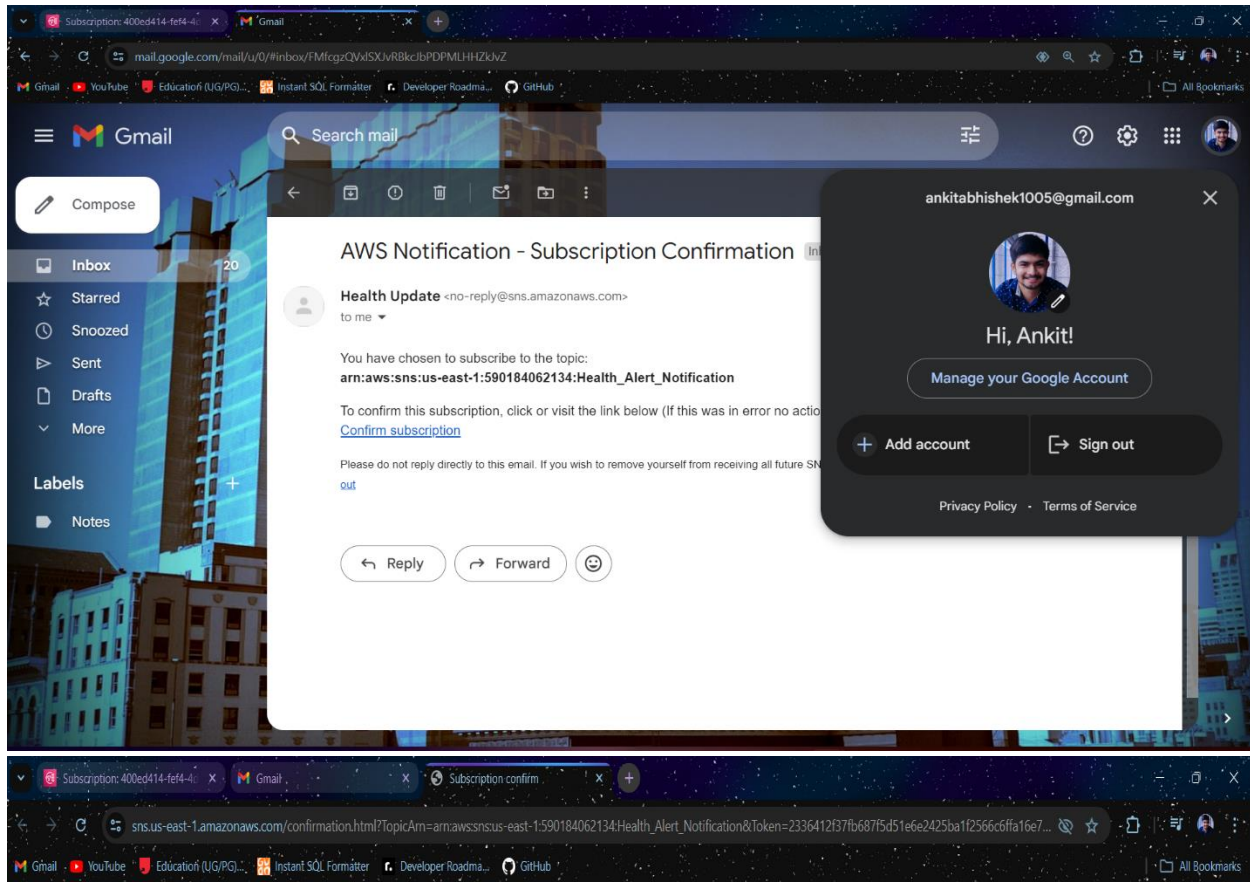 Subscription: 400ed414-fef4-4c
Gmail
mail.google.com/mail/u/0/#inbox/FMfcgzQVxlSXJvRBkcJbPDPMLHHZkJvZ
Gmail YouTube Education (UG/PG)... Instant SQL Formatter Developer Roadma... GitHub All Bookmarks
Gmail
Search mail
Compose
Inbox 20
Starred
Snoozed
Sent
Drafts
More
Labels
Notes
AWS Notification - Subscription Confirmation
Health Update <no-reply@sns.amazonaws.com>
to me
You have chosen to subscribe to the topic:
arn:aws:sns:us-east-1:590184062134:Health_Alert_Notification
To confirm this subscription, click or visit the link below (If this was in error no actio
Confirm subscription
Please do not reply directly to this email. If you wish to remove yourself from receiving all future SN
out
Reply Forward
ankitabhishek1005@gmail.com
Hi, Ankit!
Manage your Google Account
Add account Sign out
Privacy Policy · Terms of Service
Subscription: 400ed414-fef4-4c
Gmail
Subscription confirm
sns.us-east-1.amazonaws.com/confirmation.html?TopicArn=arn:aws:sns:us-east-1:590184062134:Health_Alert_Notification&Token=2336412f37fb687f5d51e6e2425ba1f2566c6ffa16e7...
Gmail YouTube Education (UG/PG)... Instant SQL Formatter Developer Roadma... GitHub All Bookmarks